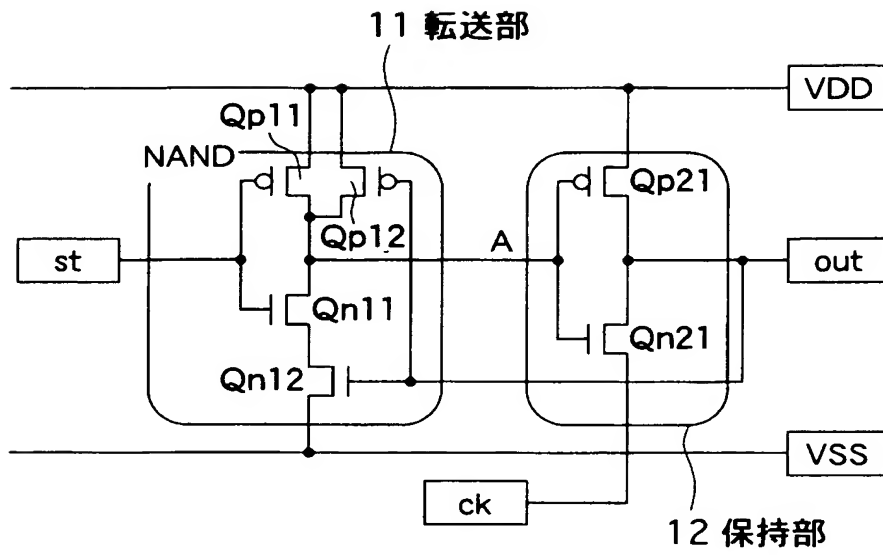 11 転送部
VDD
Qp11
NAND
Qp21
Qp12
A
st
out
Qn11
Qn21
Qn12
VSS
ck
12 保持部